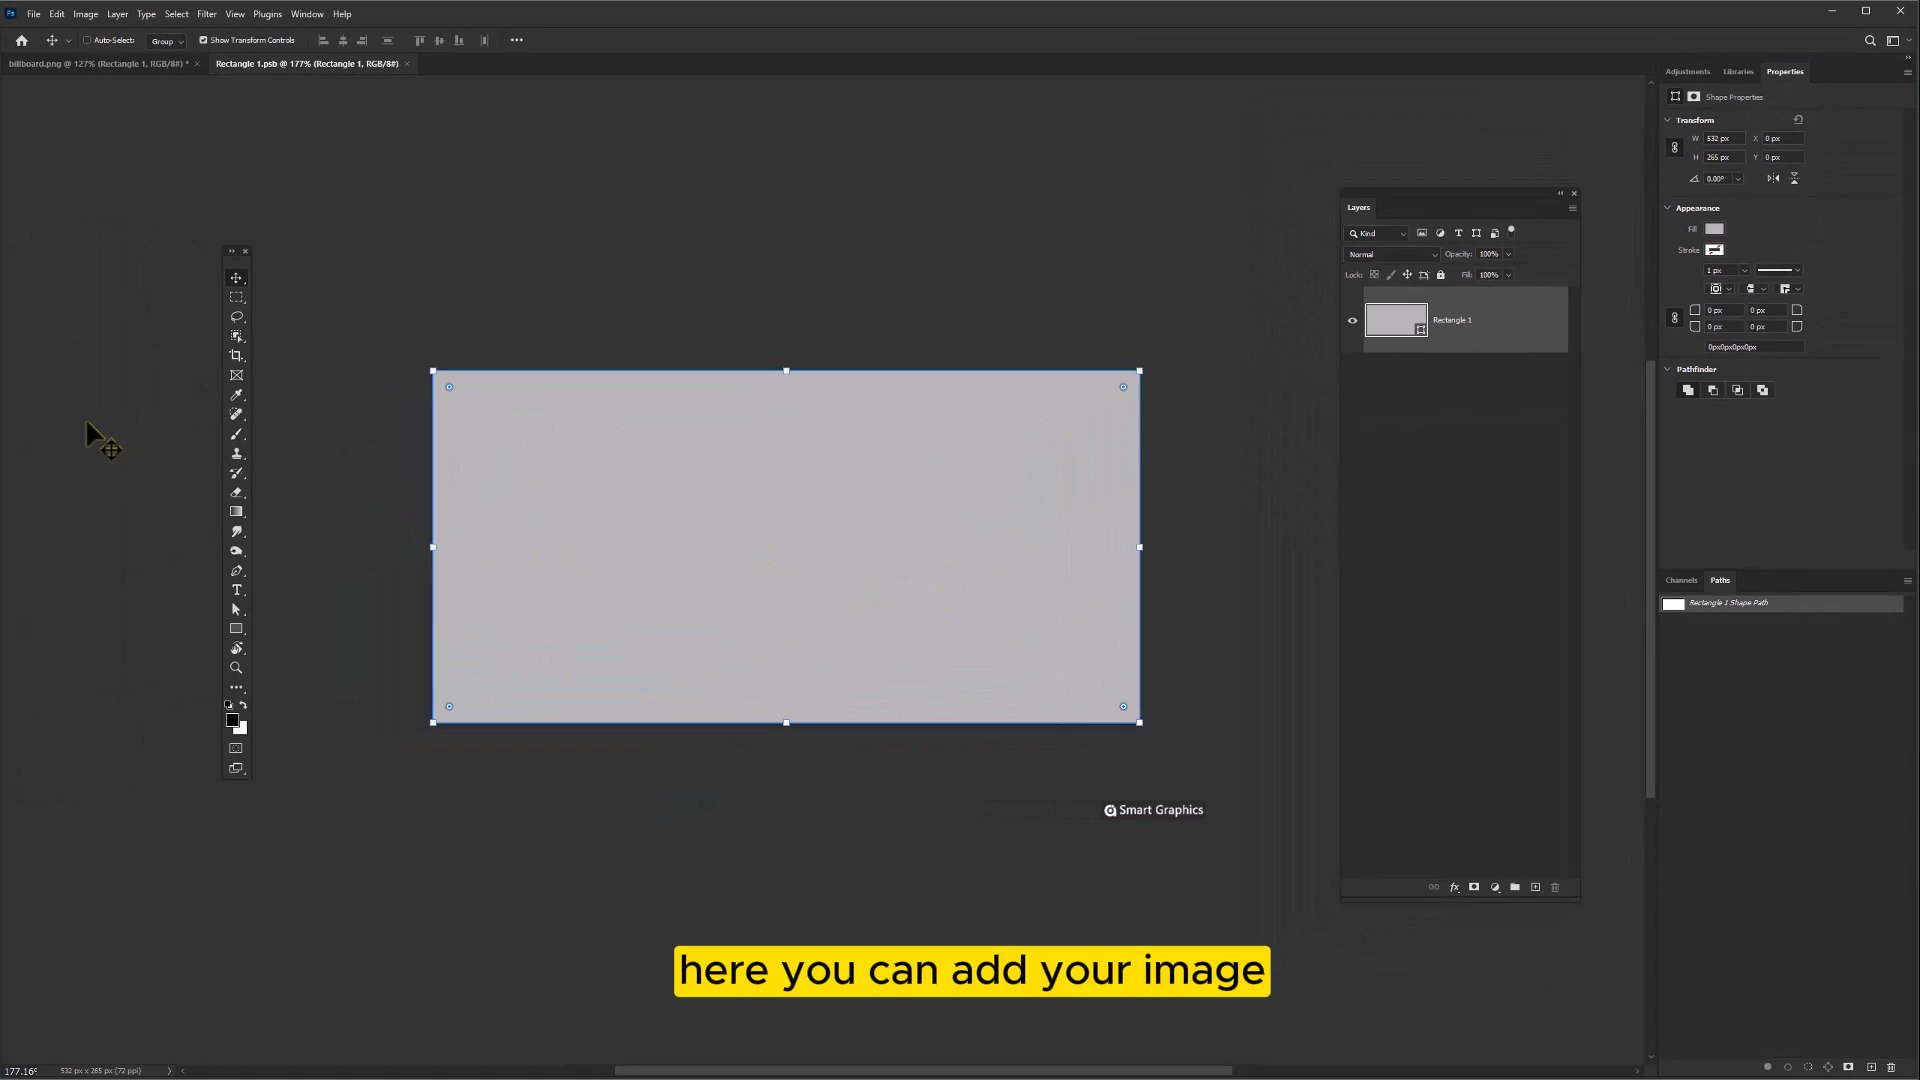 Ps File Edit Image Layer Type Select Filter View Plugins Window Help
Auto-Select: Group Show Transform Controls
billboard.png @ 127% (Rectangle 1, RGB/8#) * Rectangle 1.psb @ 177% (Rectangle 1, RGB/8#)
Adjustments Libraries Properties
Shape Properties
Transform
W 532 px X 0 px
H 265 px Y 0 px
0.00°
Appearance
Fill
Stroke
1 px
0 px 0 px
0 px 0 px
0px0px0px0px
Pathfinder
Layers
Kind
Normal Opacity: 100%
Lock: Fill: 100%
Rectangle 1
Channels Paths
Rectangle 1 Shape Path
Smart Graphics
here you can add your image
177.16% 532 px x 265 px (72 ppi)